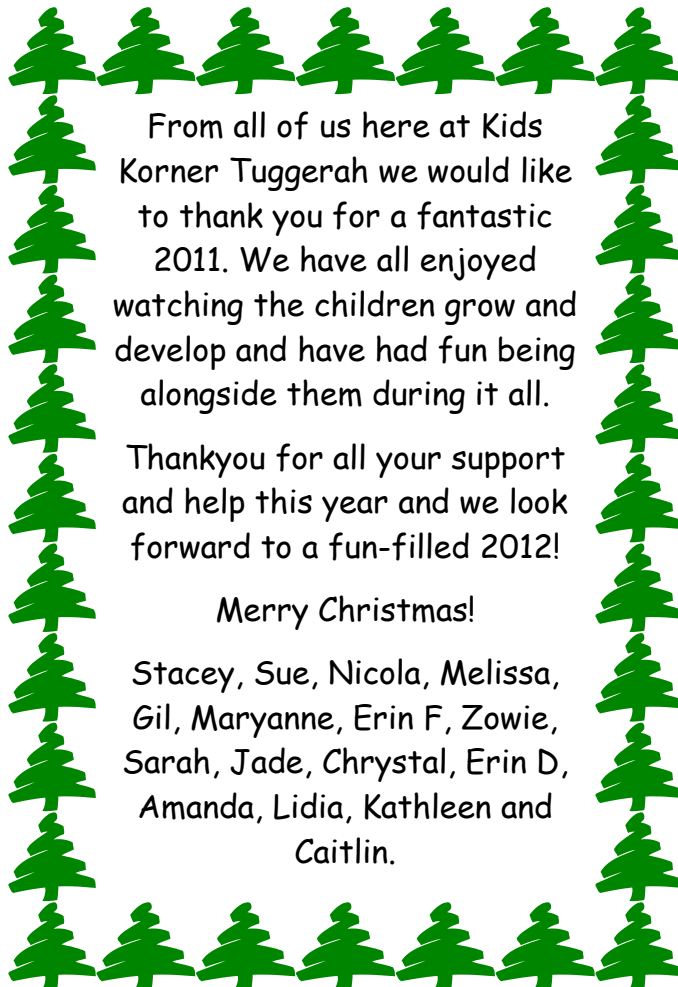 From all of us here at Kids
Korner Tuggerah we would like
to thank you for a fantastic
2011. We have all enjoyed
watching the children grow and
develop and have had fun being
alongside them during it all.
Thankyou for all your support
and help this year and we look
forward to a fun-filled 2012!
Merry Christmas!
Stacey, Sue, Nicola, Melissa,
Gil, Maryanne, Erin F, Zowie,
Sarah, Jade, Chrystal, Erin D,
Amanda, Lidia, Kathleen and
Caitlin.